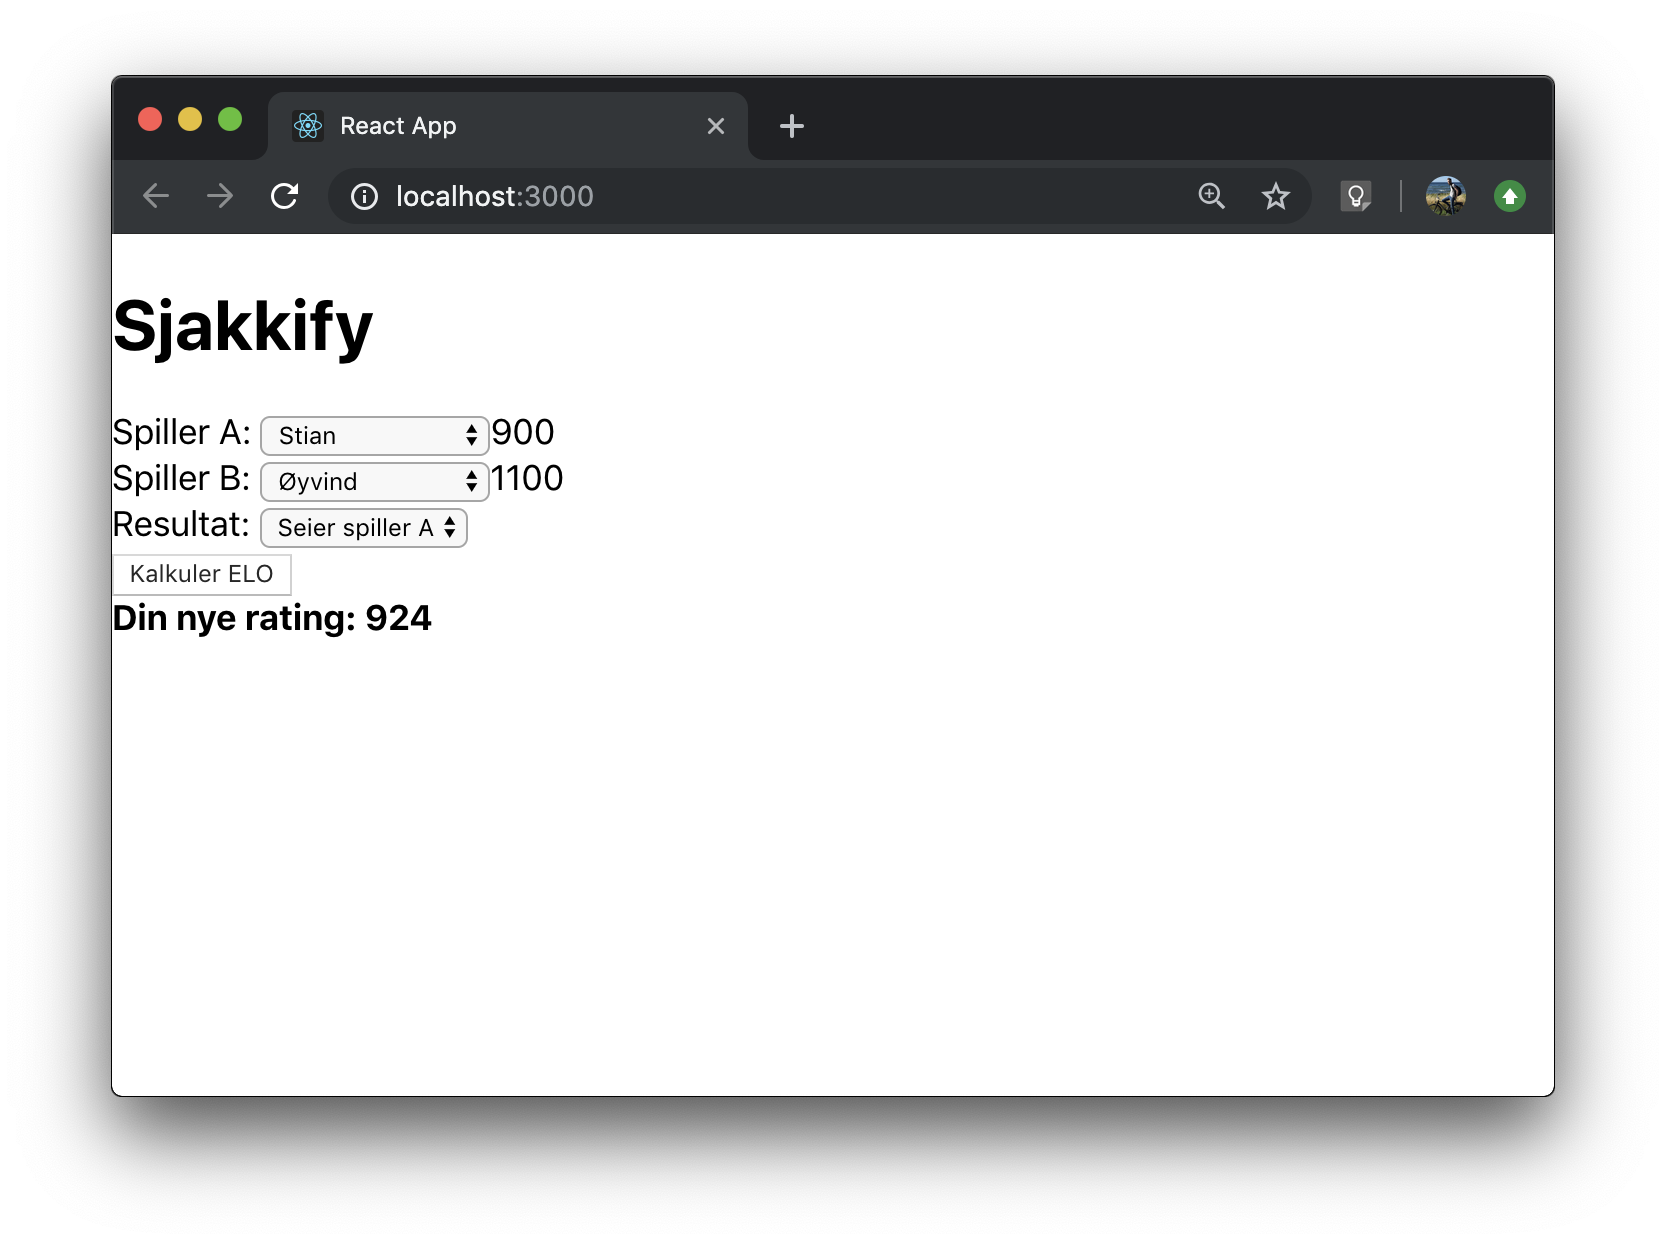 React App
localhost:3000
Sjakkify
Spiller A: Stian 900
Spiller B: Øyvind 1100
Resultat: Seier spiller A
Kalkuler ELO
Din nye rating: 924